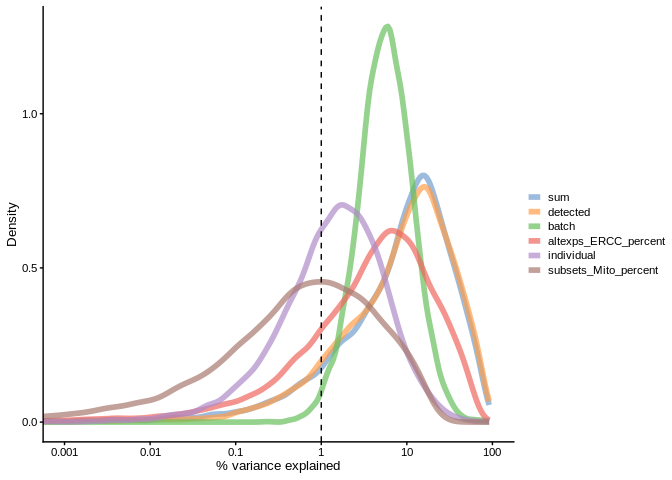 Density
1.0
0.5
0.0
0.001
0.01
0.1
1
10
100
% variance explained
sum
detected
batch
altexps_ERCC_percent
individual
subsets_Mito_percent